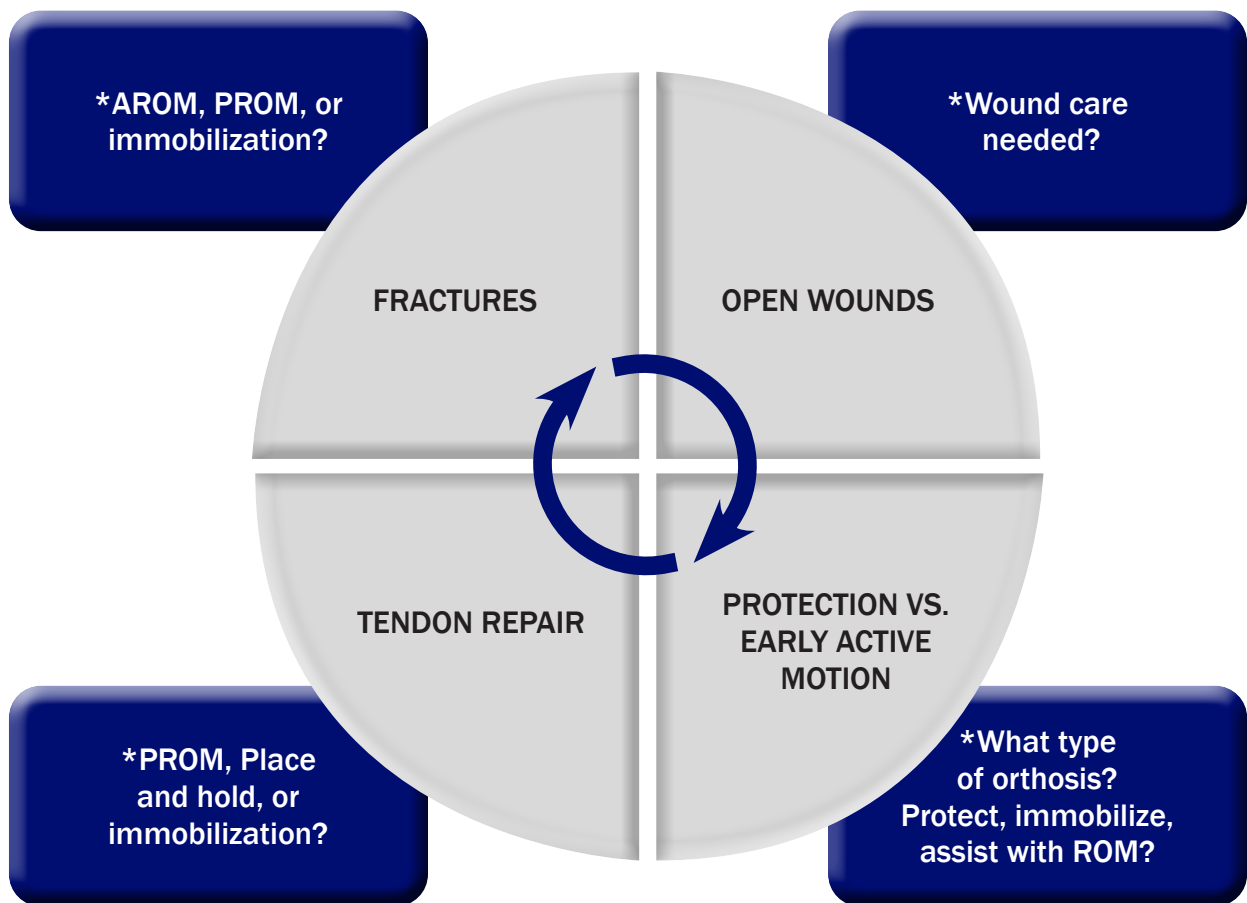 *AROM, PROM, or
immobilization?
*Wound care
needed?
FRACTURES
OPEN WOUNDS
TENDON REPAIR
PROTECTION VS.
EARLY ACTIVE
MOTION
*PROM, Place
and hold, or
immobilization?
*What type
of orthosis?
Protect, immobilize,
assist with ROM?